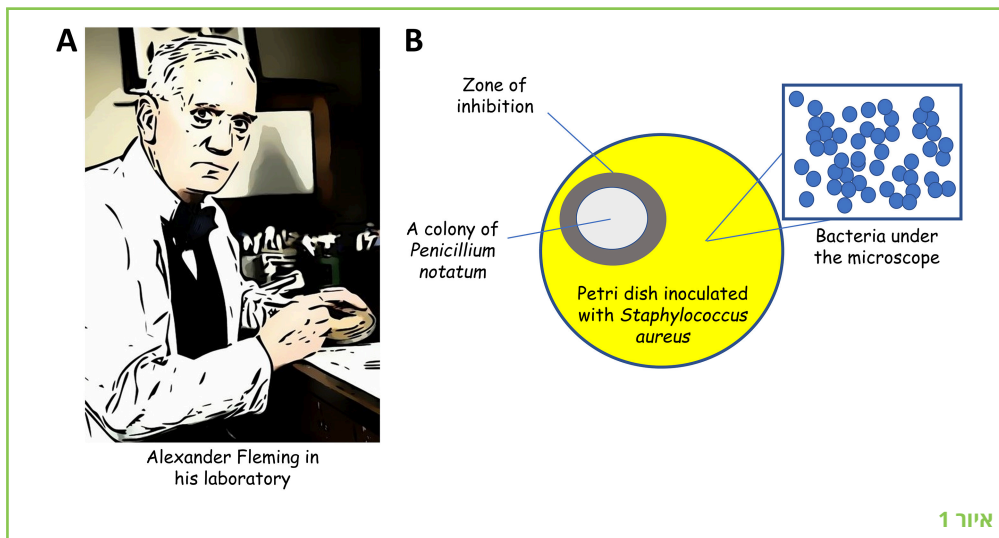 A
B
Zone of
inhibition
A colony of
Penicillium
notatum
Bacteria under
the microscope
Petri dish inoculated
with Staphylococcus
aureus
Alexander Fleming in
his laboratory
איור 1